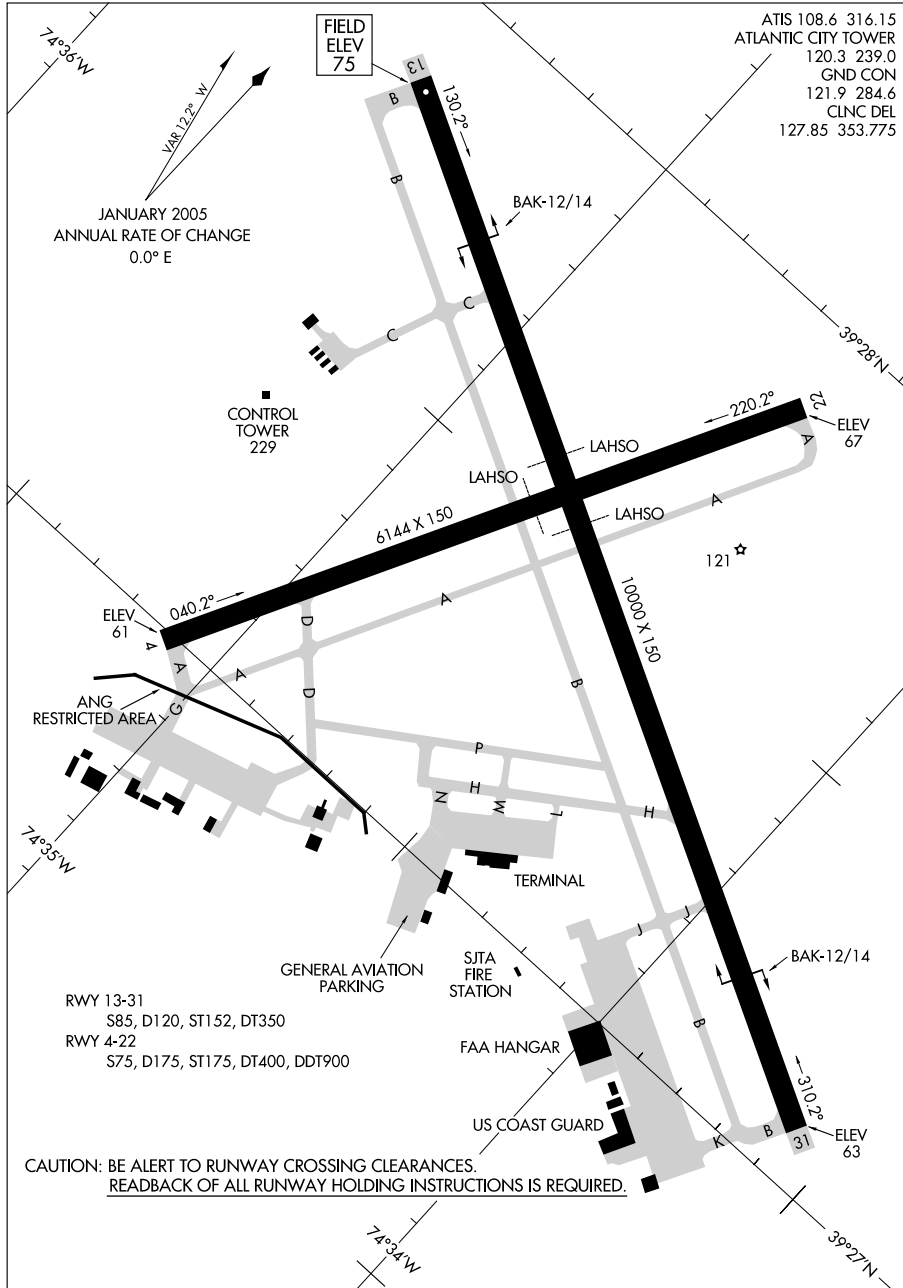 ATIS 108.6 316.15
ATLANTIC CITY TOWER
120.3 239.0
GND CON
121.9 284.6
CLNC DEL
127.85 353.775
FIELD
ELEV
75
74°36'W
VAR 12.2° W
JANUARY 2005
ANNUAL RATE OF CHANGE
0.0° E
13
130.2°
B
B
BAK-12/14
C
C
39°28'N
CONTROL
TOWER
229
22
220.2°
ELEV
67
A
LAHSO
LAHSO
LAHSO
A
6144 X 150
121
10000 X 150
040.2°
ELEV
61
4
A
D
A
A
D
B
G
ANG
RESTRICTED AREA
P
H
N
M
L
H
74°35'W
TERMINAL
J
J
GENERAL AVIATION
PARKING
SJTA
FIRE
STATION
BAK-12/14
RWY 13-31
S85, D120, ST152, DT350
RWY 4-22
S75, D175, ST175, DT400, DDT900
B
FAA HANGAR
US COAST GUARD
310.2°
K
B
31
ELEV
63
CAUTION: BE ALERT TO RUNWAY CROSSING CLEARANCES.
READBACK OF ALL RUNWAY HOLDING INSTRUCTIONS IS REQUIRED.
74°34'W
39°27'N